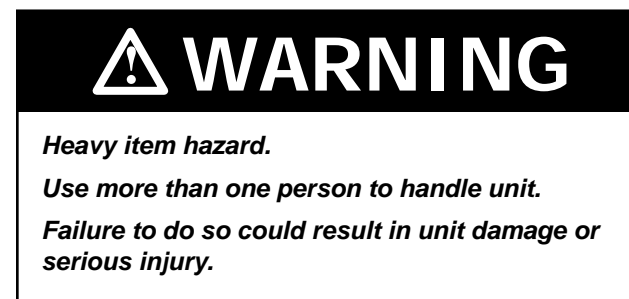 WARNING
Heavy item hazard.
Use more than one person to handle unit.
Failure to do so could result in unit damage or
serious injury.